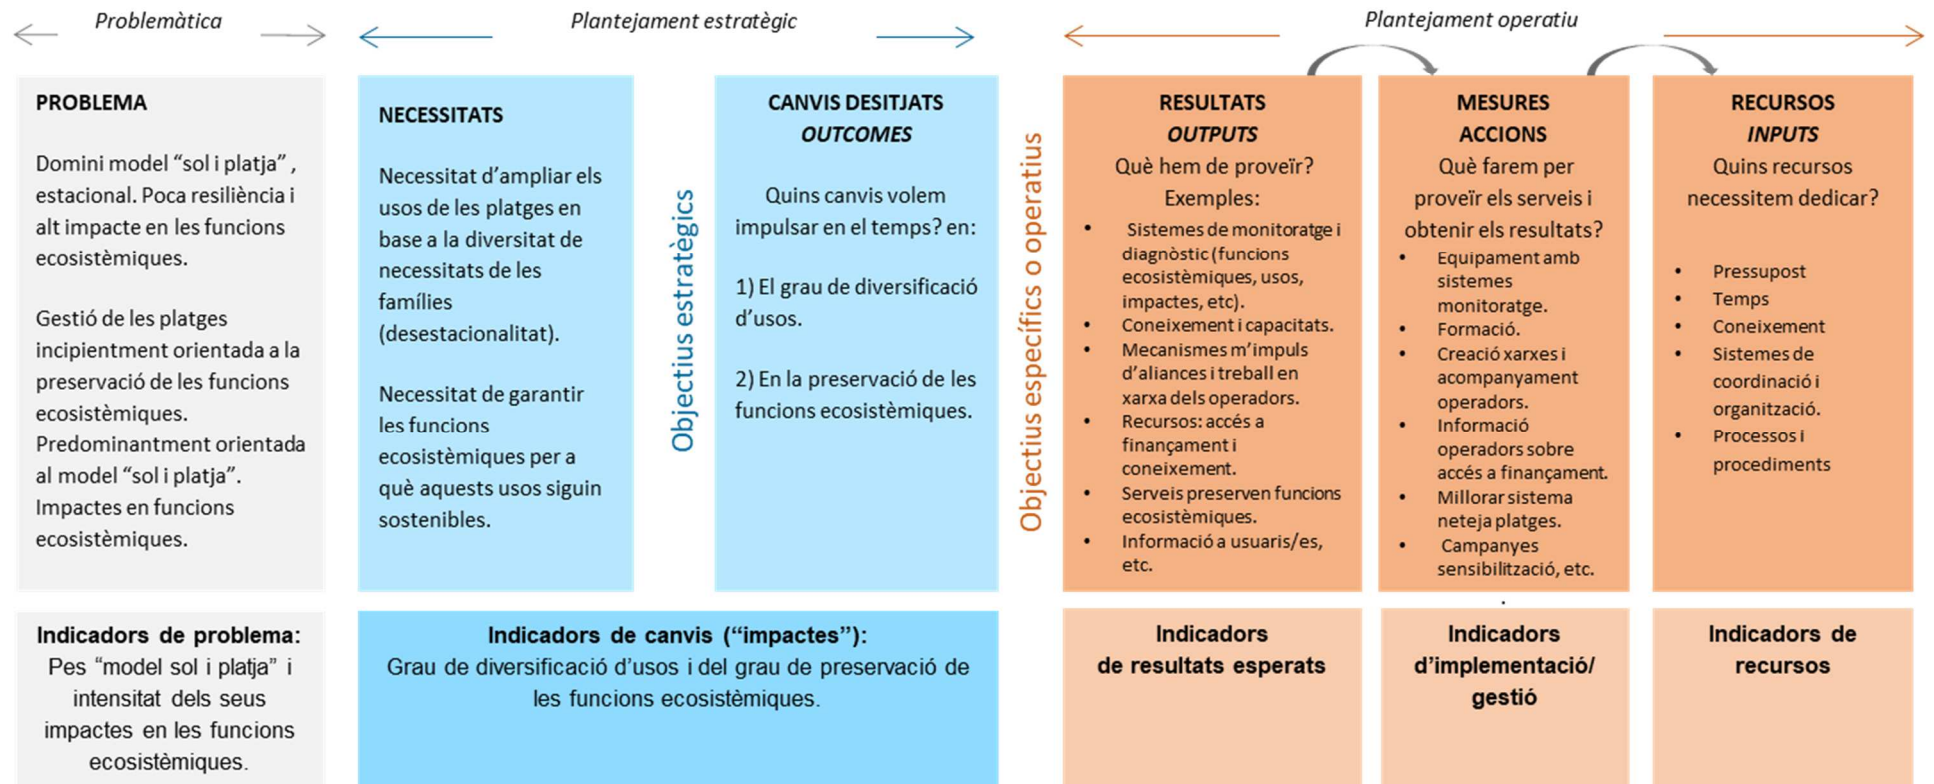 Problemàtica
Plantejament estratègic
Plantejament operatiu
PROBLEMA
Domini model “sol i platja” ,
estacional. Poca resiliència i
alt impacte en les funcions
ecosistèmiques.
Gestió de les platges
incipientment orientada a la
preservació de les funcions
ecosistèmiques.
Predominantment orientada
al model “sol i platja”.
Impactes en funcions
ecosistèmiques.
NECESSITATS
Necessitat d’ampliar els
usos de les platges en
base a la diversitat de
necessitats de les
famílies
(desestacionalitat).
Necessitat de garantir
les funcions
ecosistèmiques per a
què aquests usos siguin
sostenibles.
Objectius estratègics
CANVIS DESITJATS
OUTCOMES
Quins canvis volem
impulsar en el temps? en:
1) El grau de diversificació
d’usos.
2) En la preservació de les
funcions ecosistèmiques.
Objectius específics o operatius
RESULTATS
OUTPUTS
Què hem de proveïr?
Exemples:
• Sistemes de monitoratge i
diagnòstic (funcions
ecosistèmiques, usos,
impactes, etc).
• Coneixement i capacitats.
• Mecanismes m’impuls
d’aliances i treball en
xarxa dels operadors.
• Recursos: accés a
finançament i
coneixement.
• Serveis preserven funcions
ecosistèmiques.
• Informació a usuaris/es,
etc.
MESURES
ACCIONS
Què farem per
proveïr els serveis i
obtenir els resultats?
• Equipament amb
sistemes
monitoratge.
• Formació.
• Creació xarxes i
acompanyament
operadors.
• Informació
operadors sobre
accés a finançament.
• Millorar sistema
neteja platges.
• Campanyes
sensibilització, etc.
.
RECURSOS
INPUTS
Quins recursos
necessitem dedicar?
• Pressupost
• Temps
• Coneixement
• Sistemes de
coordinació i
organització.
• Processos i
procediments
Indicadors de problema:
Pes “model sol i platja” i
intensitat dels seus
impactes en les funcions
ecosistèmiques.
Indicadors de canvis (“impactes”):
Grau de diversificació d’usos i del grau de preservació de
les funcions ecosistèmiques.
Indicadors
de resultats esperats
Indicadors
d’implementació/
gestió
Indicadors de
recursos